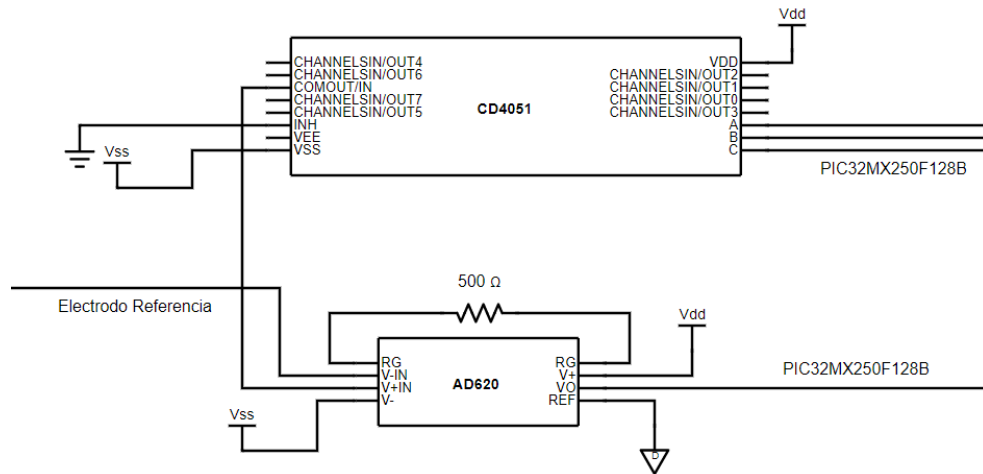 Vdd
CHANNELSIN/OUT4
CHANNELSIN/OUT6
COMOUT/IN
CHANNELSIN/OUT7
CHANNELSIN/OUT5
INH
VEE
VSS
CD4051
VDD
CHANNELSIN/OUT2
CHANNELSIN/OUT1
CHANNELSIN/OUT0
CHANNELSIN/OUT3
A
B
C
Vss
PIC32MX250F128B
500 Ω
Electrodo Referencia
Vdd
RG
V-IN
V+IN
V-
AD620
RG
V+
VO
REF
PIC32MX250F128B
Vss
D